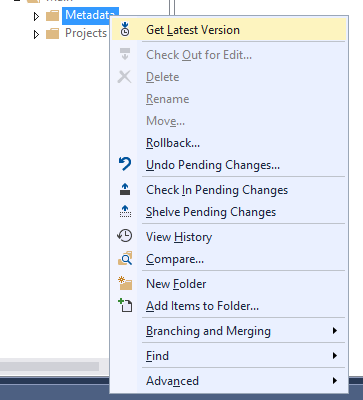 Metadata
Projects
Get Latest Version
Check Out for Edit...
Delete
Rename
Move...
Rollback...
Undo Pending Changes...
Check In Pending Changes
Shelve Pending Changes
View History
Compare...
New Folder
Add Items to Folder...
Branching and Merging
Find
Advanced